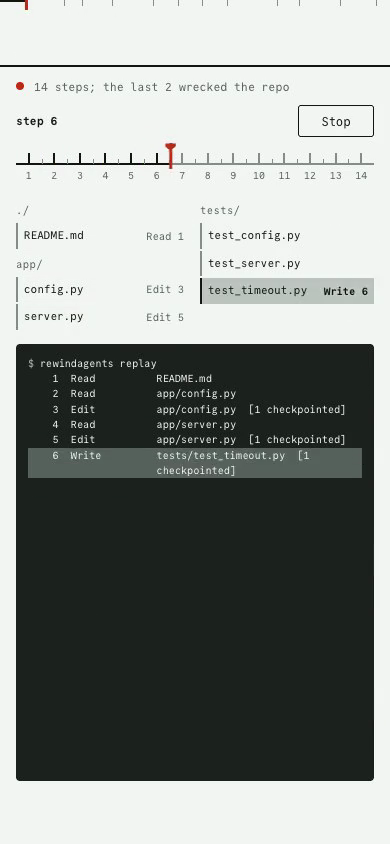 14 steps; the last 2 wrecked the repo
step 6
Stop
1 2 3 4 5 6 7 8 9 10 11 12 13 14
./
README.md Read 1
app/
config.py Edit 3
server.py Edit 5
tests/
test_config.py
test_server.py
test_timeout.py Write 6
$ rewindagents replay
1 Read README.md
2 Read app/config.py
3 Edit app/config.py [1 checkpointed]
4 Read app/server.py
5 Edit app/server.py [1 checkpointed]
6 Write tests/test_timeout.py [1
checkpointed]